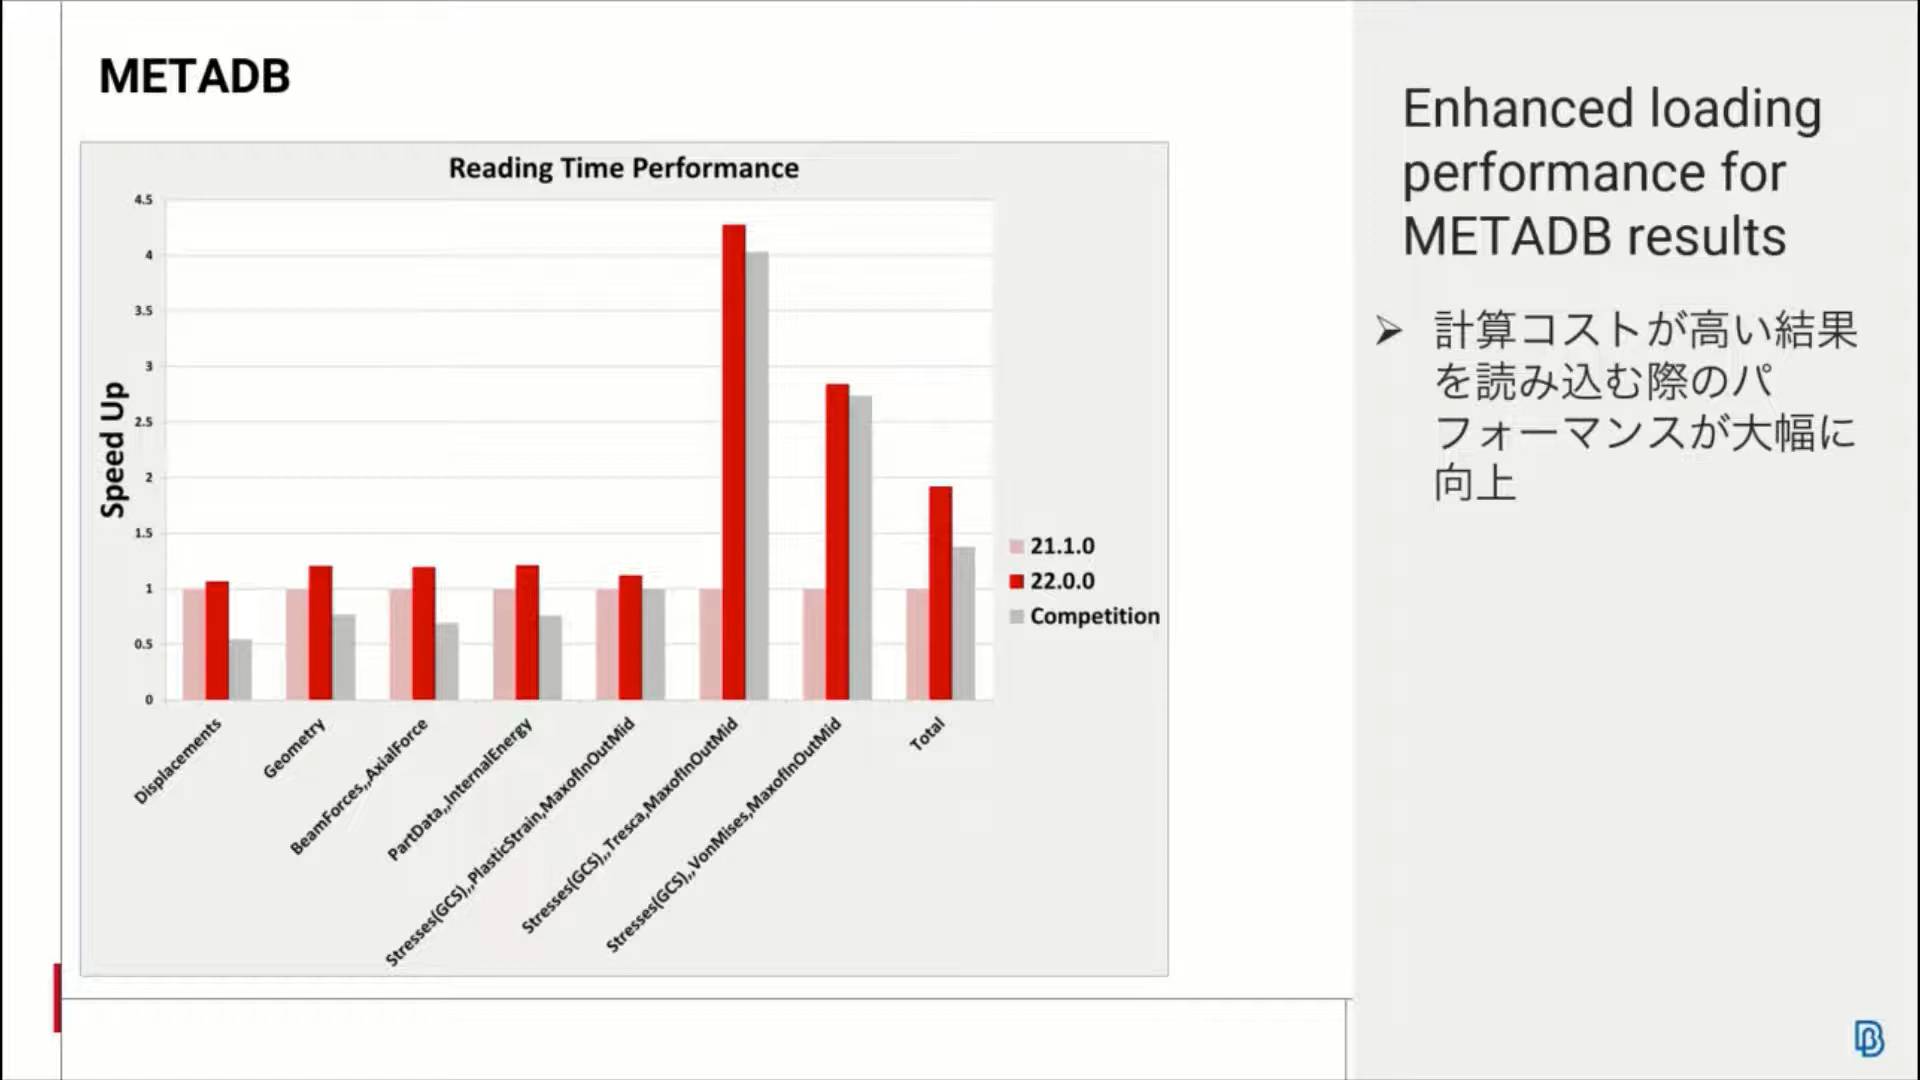 METADB
Reading Time Performance
4.5
4
3.5
3
2.5
2
1.5
1
0.5
0
Speed Up
Displacements
Geometry
BeamForces,,AxialForce
PartData,,InternalEnergy
Stresses(GCS),,PlasticStrain,MaxofInOutMid
Stresses(GCS),,Tresca,MaxofInOutMid
Stresses(GCS),,VonMises,MaxofInOutMid
Total
21.1.0
22.0.0
Competition
Enhanced loading
performance for
METADB results
➢ 計算コストが高い結果
を読み込む際のパ
フォーマンスが大幅に
向上